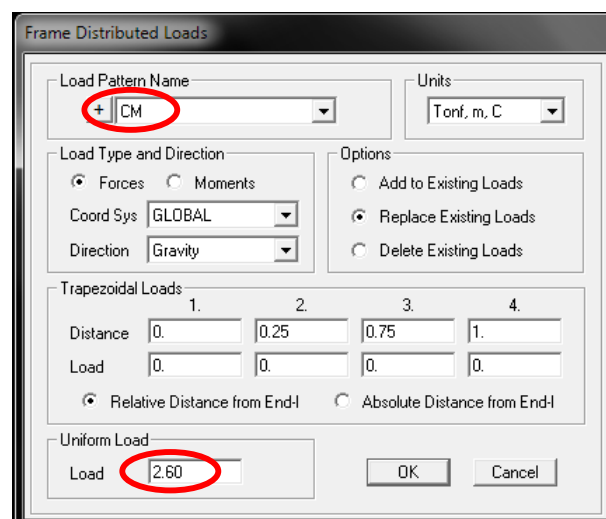 Frame Distributed Loads
Load Pattern Name
+ CM
Units
Tonf, m, C
Load Type and Direction
Forces Moments
Coord Sys GLOBAL
Direction Gravity
Options
Add to Existing Loads
Replace Existing Loads
Delete Existing Loads
Trapezoidal Loads
1. 2. 3. 4.
Distance 0. 0.25 0.75 1.
Load 0. 0. 0. 0.
Relative Distance from End-I Absolute Distance from End-I
Uniform Load
Load 2.60
OK Cancel